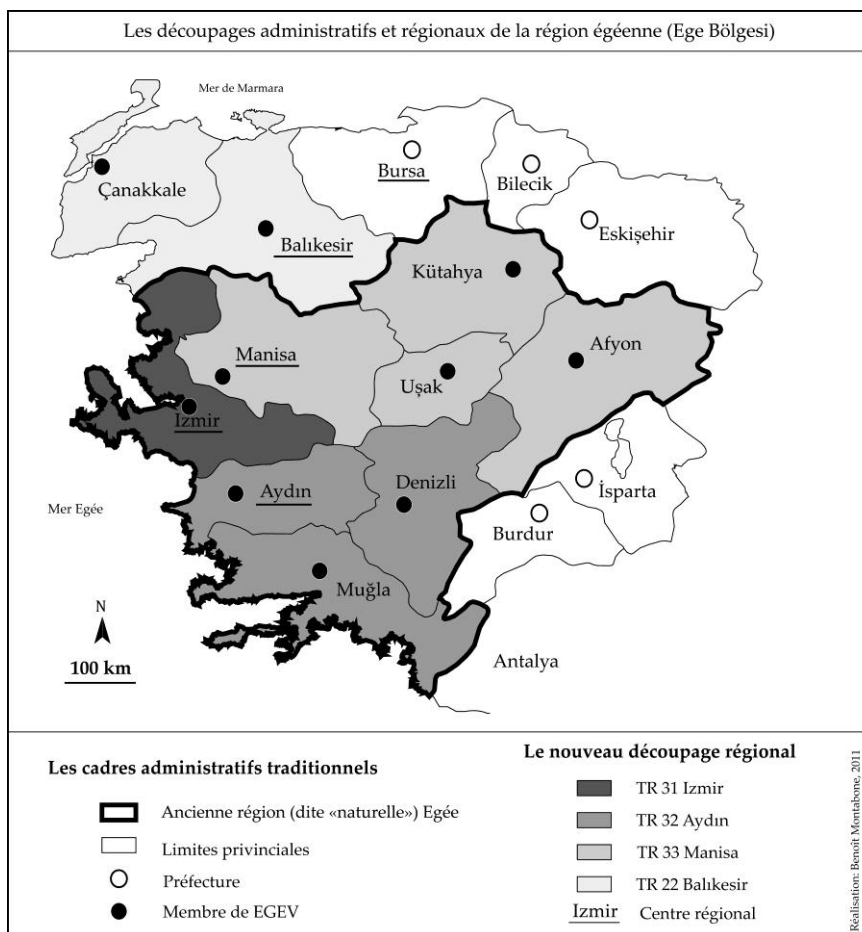 Les découpages administratifs et régionaux de la région égéenne (Ege Bölgesi)
Mer de Marmara
Bursa
Bilecik
Çanakkale
Eskişehir
Balıkesir
Kütahya
Afyon
Manisa
Uşak
Izmir
Denizli
Aydın
İsparta
Mer Egée
Burdur
Muğla
N
100 km
Antalya
Les cadres administratifs traditionnels
Ancienne région (dite «naturelle») Egée
Limites provinciales
Préfecture
Membre de EGEV
Le nouveau découpage régional
TR 31 Izmir
TR 32 Aydın
TR 33 Manisa
TR 22 Balıkesir
Izmir Centre régional
Réalisation: Benoît Montabone, 2011